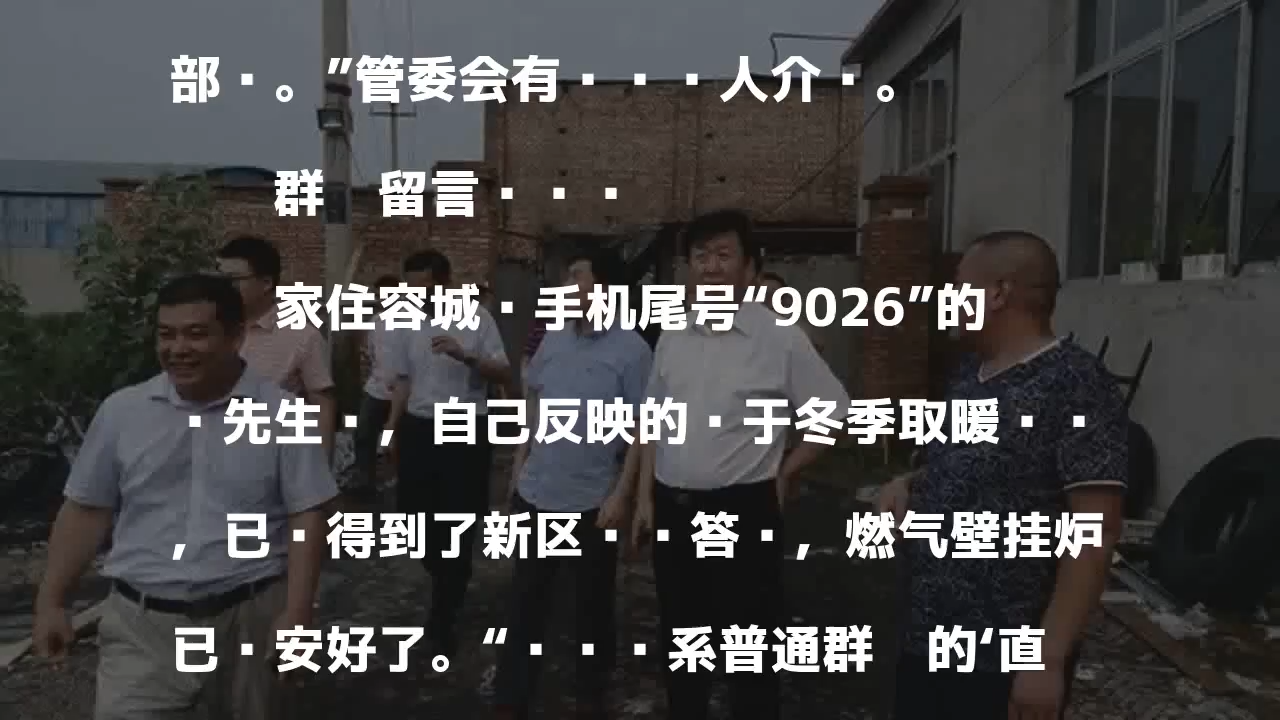 部·。”管委会有···人介·。
群 留言···
家住容城·手机尾号“9026”的
·先生·，自己反映的·于冬季取暖··
，已·得到了新区··答·，燃气壁挂炉
已·安好了。“···系普通群 的‘直